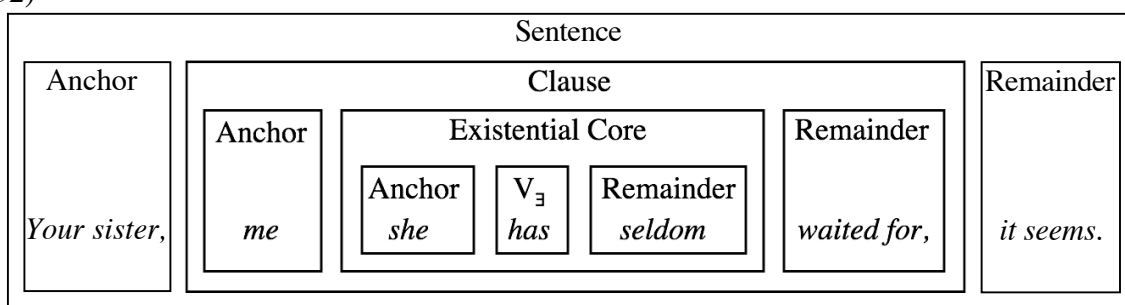 Sentence
Anchor Clause Remainder
Anchor Existential Core Remainder
Anchor V∃ Remainder
Your sister, me she has seldom waited for, it seems.